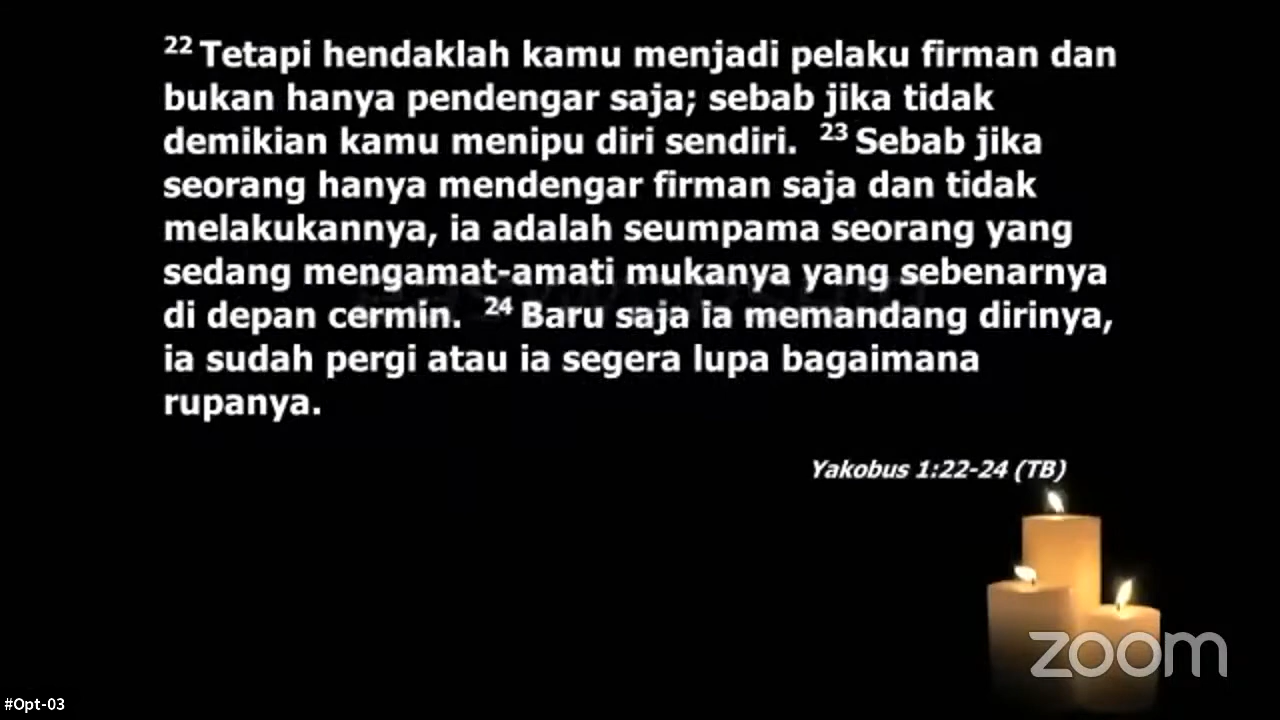 22 Tetapi hendaklah kamu menjadi pelaku firman dan
bukan hanya pendengar saja; sebab jika tidak
demikian kamu menipu diri sendiri. 23 Sebab jika
seorang hanya mendengar firman saja dan tidak
melakukannya, ia adalah seumpama seorang yang
sedang mengamat-amati mukanya yang sebenarnya
di depan cermin. 24 Baru saja ia memandang dirinya,
ia sudah pergi atau ia segera lupa bagaimana
rupanya.
Yakobus 1:22-24 (TB)
zoom
#Opt-03